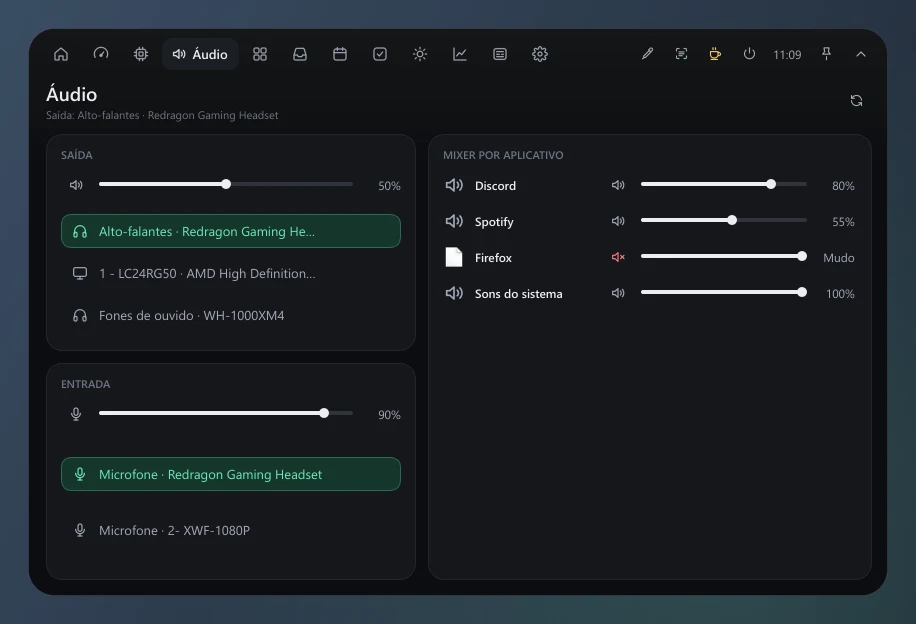 Áudio
11:09
Áudio
Saída: Alto-falantes · Redragon Gaming Headset
SAÍDA
50%
Alto-falantes · Redragon Gaming He...
1 - LC24RG50 · AMD High Definition...
Fones de ouvido · WH-1000XM4
ENTRADA
90%
Microfone · Redragon Gaming Headset
Microfone · 2- XWF-1080P
MIXER POR APLICATIVO
Discord 80%
Spotify 55%
Firefox Mudo
Sons do sistema 100%